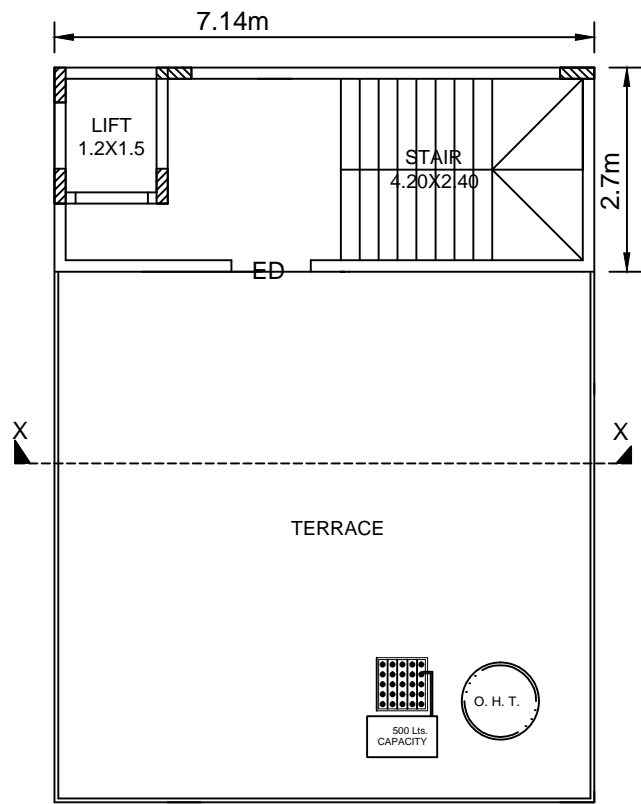 7.14m
LIFT
1.2X1.5
STAIR
4.20X2.40
2.7m
ED
X
X
TERRACE
O. H. T.
500 Lts.
CAPACITY